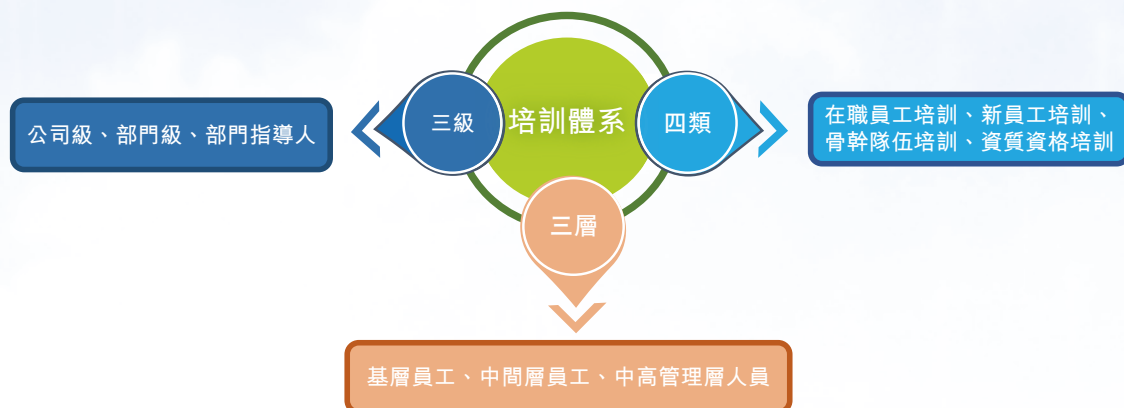 培訓體系
三級
四類
三層
公司級、部門級、部門指導人
在職員工培訓、新員工培訓、
骨幹隊伍培訓、資質資格培訓
基層員工、中間層員工、中高管理層人員